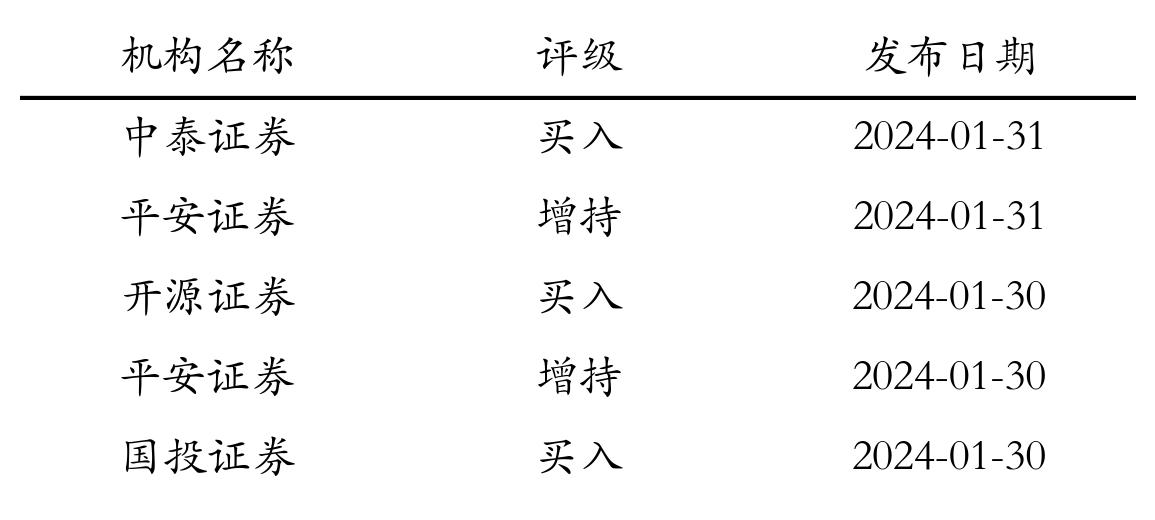 机构名称 评级 发布日期
中泰证券 买入 2024-01-31
平安证券 增持 2024-01-31
开源证券 买入 2024-01-30
平安证券 增持 2024-01-30
国投证券 买入 2024-01-30